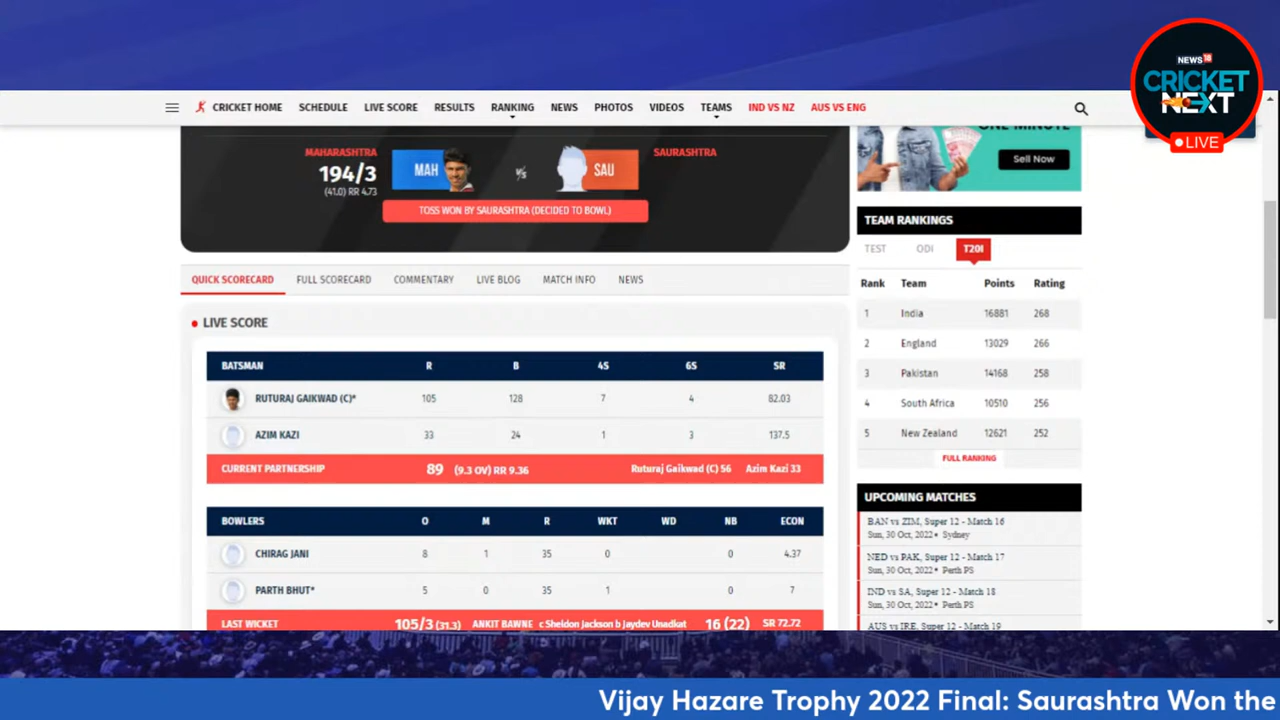 NEWS18
CRICKET
NEXT
LIVE
CRICKET HOME SCHEDULE LIVE SCORE RESULTS RANKING NEWS PHOTOS VIDEOS TEAMS IND VS NZ AUS VS ENG
MAHARASHTRA
194/3
(41.0) RR 4.73
MAH
V/S
SAU
SAURASHTRA
TOSS WON BY SAURASHTRA (DECIDED TO BOWL)
ONE MINUTE
Sell Now
QUICK SCORECARD FULL SCORECARD COMMENTARY LIVE BLOG MATCH INFO NEWS
LIVE SCORE
BATSMAN R B 4S 6S SR
RUTURAJ GAIKWAD (C)* 105 128 7 4 82.03
AZIM KAZI 33 24 1 3 137.5
CURRENT PARTNERSHIP 89 (9.3 OV) RR 9.36 Ruturaj Gaikwad (C) 56 Azim Kazi 33
BOWLERS O M R WKT WD NB ECON
CHIRAG JANI 8 1 35 0 0 4.37
PARTH BHUT* 5 0 35 1 0 7
LAST WICKET 105/3 (31.3) ANKIT BAWNE c Sheldon Jackson b Jaydev Unadkat 16 (22) SR 72.72
TEAM RANKINGS
TEST ODI T20I
Rank Team Points Rating
1 India 16881 268
2 England 13029 266
3 Pakistan 14168 258
4 South Africa 10510 256
5 New Zealand 12621 252
FULL RANKING
UPCOMING MATCHES
BAN vs ZIM, Super 12 - Match 16
Sun, 30 Oct, 2022• Sydney
NED vs PAK, Super 12 - Match 17
Sun, 30 Oct, 2022• Perth PS
IND vs SA, Super 12 - Match 18
Sun, 30 Oct, 2022• Perth PS
AUS vs IRE, Super 12 - Match 19
Vijay Hazare Trophy 2022 Final: Saurashtra Won the